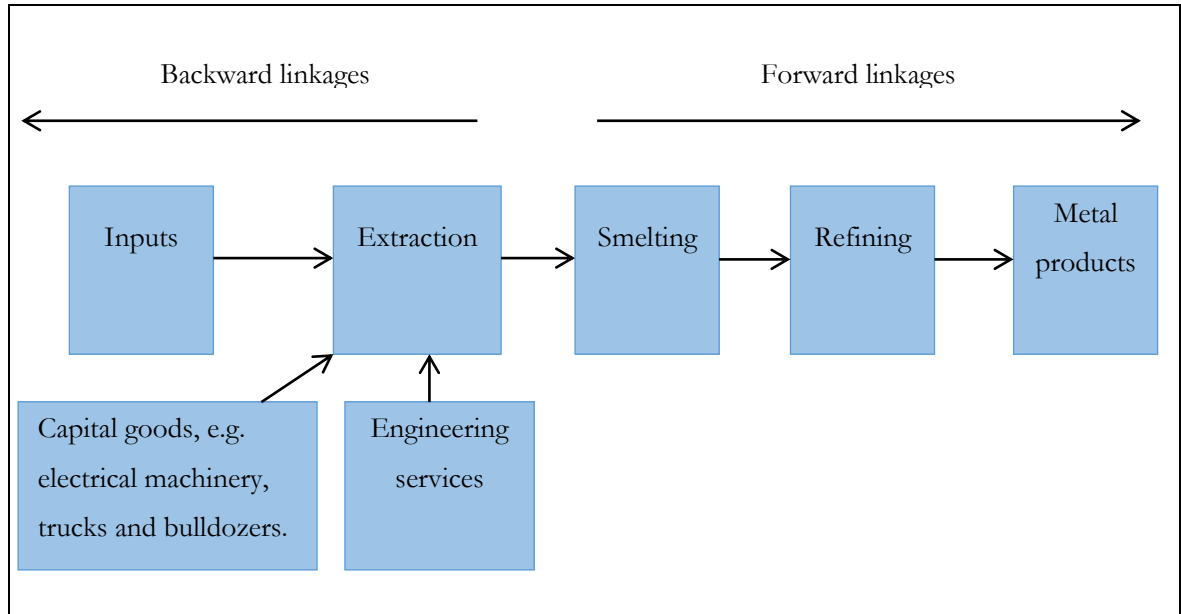 Backward linkages
Forward linkages
Inputs
Extraction
Smelting
Refining
Metal
products
Capital goods, e.g.
electrical machinery,
trucks and bulldozers.
Engineering
services